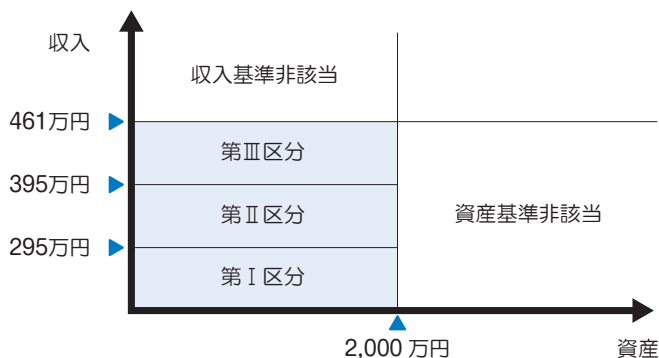 収入
収入基準非該当
461万円
第Ⅲ区分
395万円
第Ⅱ区分
資産基準非該当
295万円
第Ⅰ区分
2,000 万円
資産